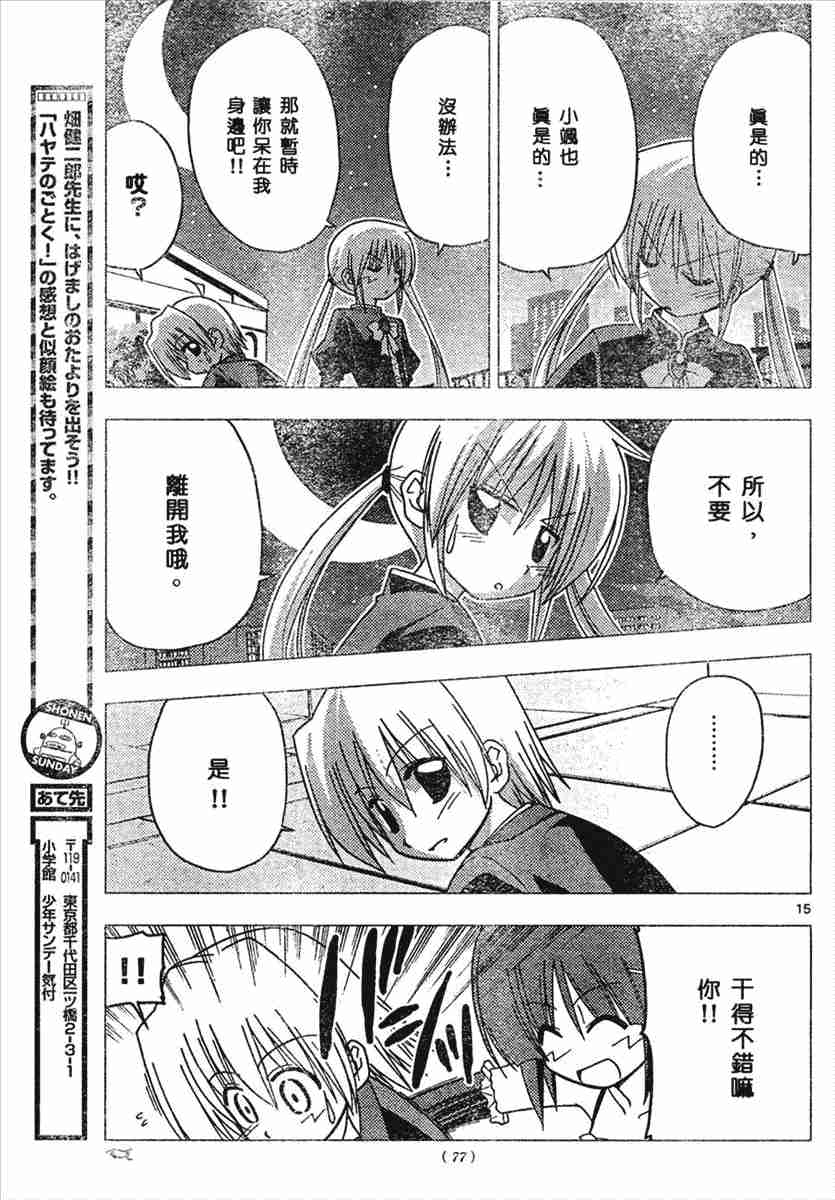 真是的…
小颯也
真是的…
沒辦法…
那就暫時
讓你呆在我
身邊吧!!
哎？
所以，
不要
離開我哦。
……
是!!
15
干得不錯嘛
你!!
!!
(77)
畑健二郎先生に、はげましのおたよりを出そう!!
「ハヤテのごとく!」の感想と似顔絵も待ってます。
SHONEN
SUNDAY
あて先
〒119-0141 東京都千代田区一ツ橋2-3-1
小学館 少年サンデー気付